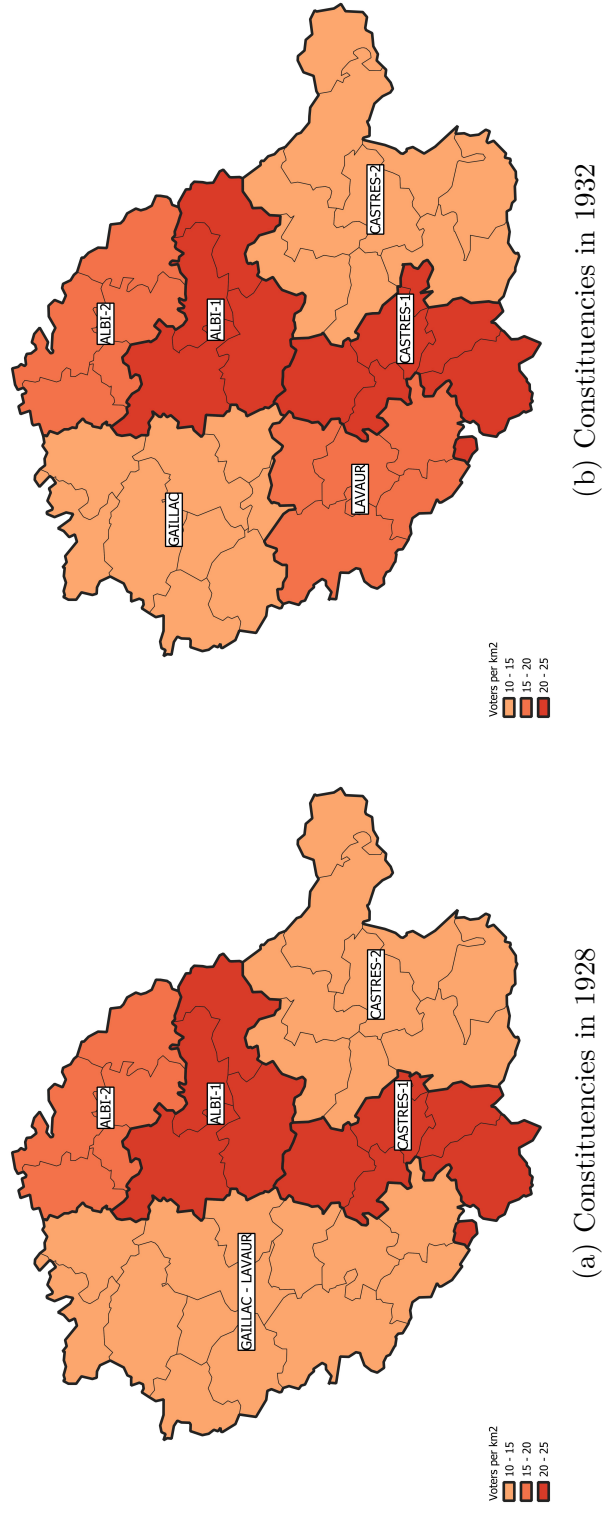 ALBI-2
ALBI-1
GAILLAC - LAVAUR
CASTRES-2
CASTRES-1
Voters per km2
10 - 15
15 - 20
20 - 25
(a) Constituencies in 1928
ALBI-2
ALBI-1
GAILLAC
LAVAUR
CASTRES-2
CASTRES-1
Voters per km2
10 - 15
15 - 20
20 - 25
(b) Constituencies in 1932